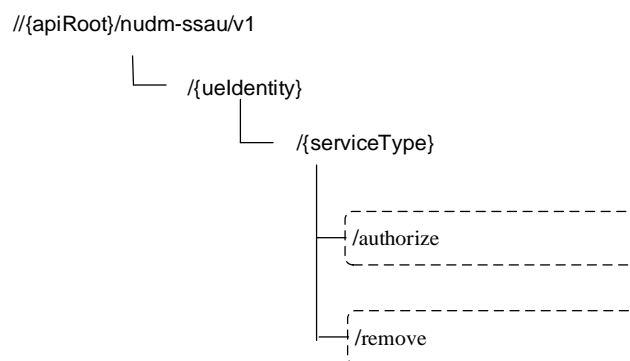 //{apiRoot}/nudm-ssau/v1
/{ueIdentity}
/{serviceType}
/authorize
/remove